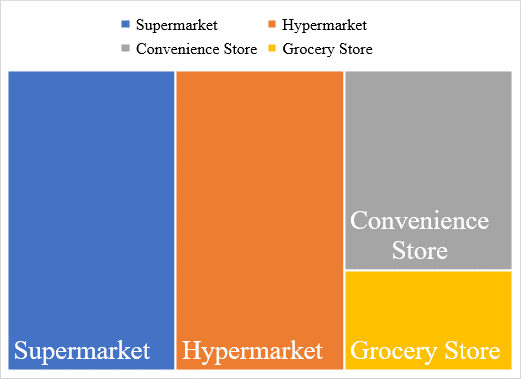 Supermarket Hypermarket
Convenience Store Grocery Store
Convenience
Store
Supermarket Hypermarket Grocery Store